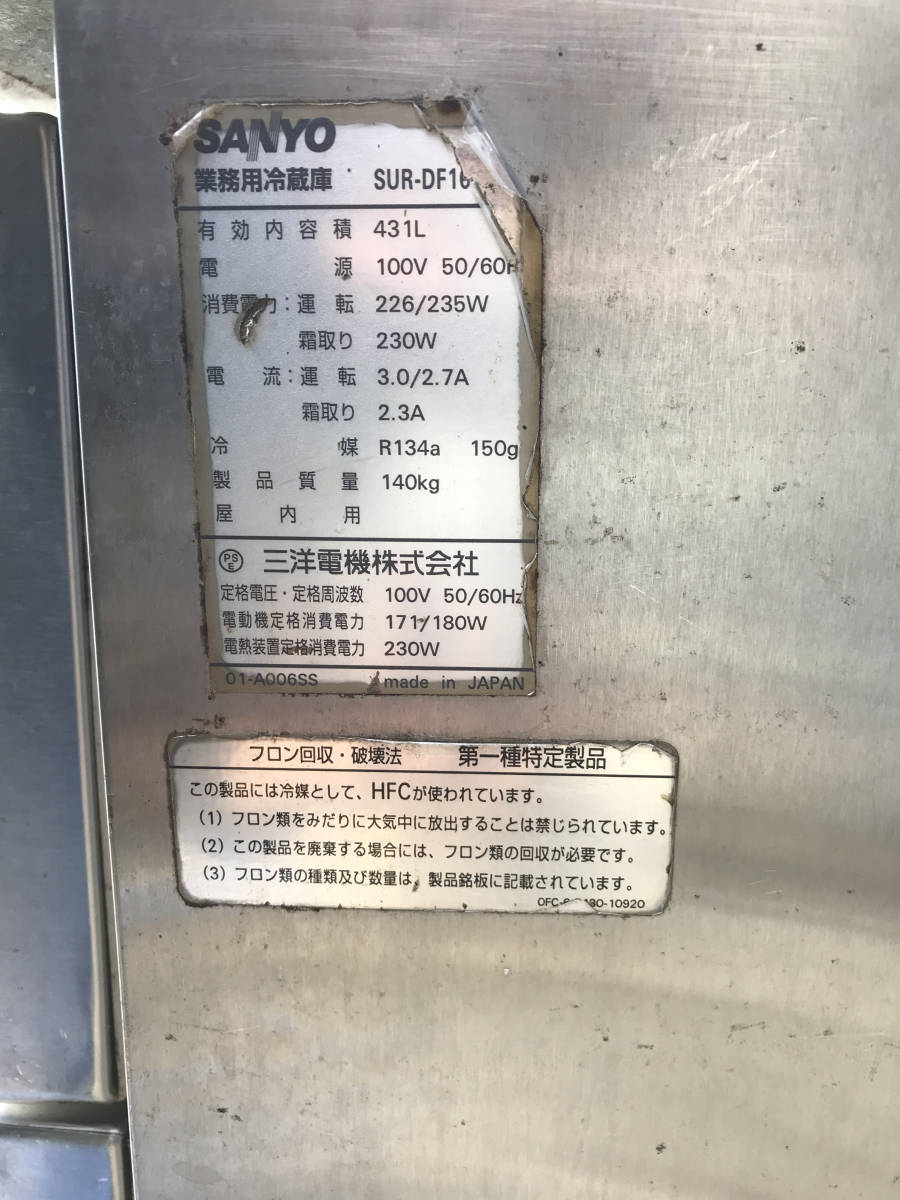 SANYO
業務用冷蔵庫 SUR-DF16
有効内容積 431L
電源 100V 50/60H
消費電力：運転 226/235W
霜取り 230W
電流：運転 3.0/2.7A
霜取り 2.3A
冷媒 R134a 150g
製品質量 140kg
屋内用
PSE 三洋電機株式会社
定格電圧・定格周波数 100V 50/60Hz
電動機定格消費電力 171/180W
電熱装置定格消費電力 230W
01-A006SS made in JAPAN
フロン回収・破壊法 第一種特定製品
この製品には冷媒として、HFCが使われています。
(1) フロン類をみだりに大気中に放出することは禁じられています。
(2) この製品を廃棄する場合には、フロン類の回収が必要です。
(3) フロン類の種類及び数量は、製品銘板に記載されています。